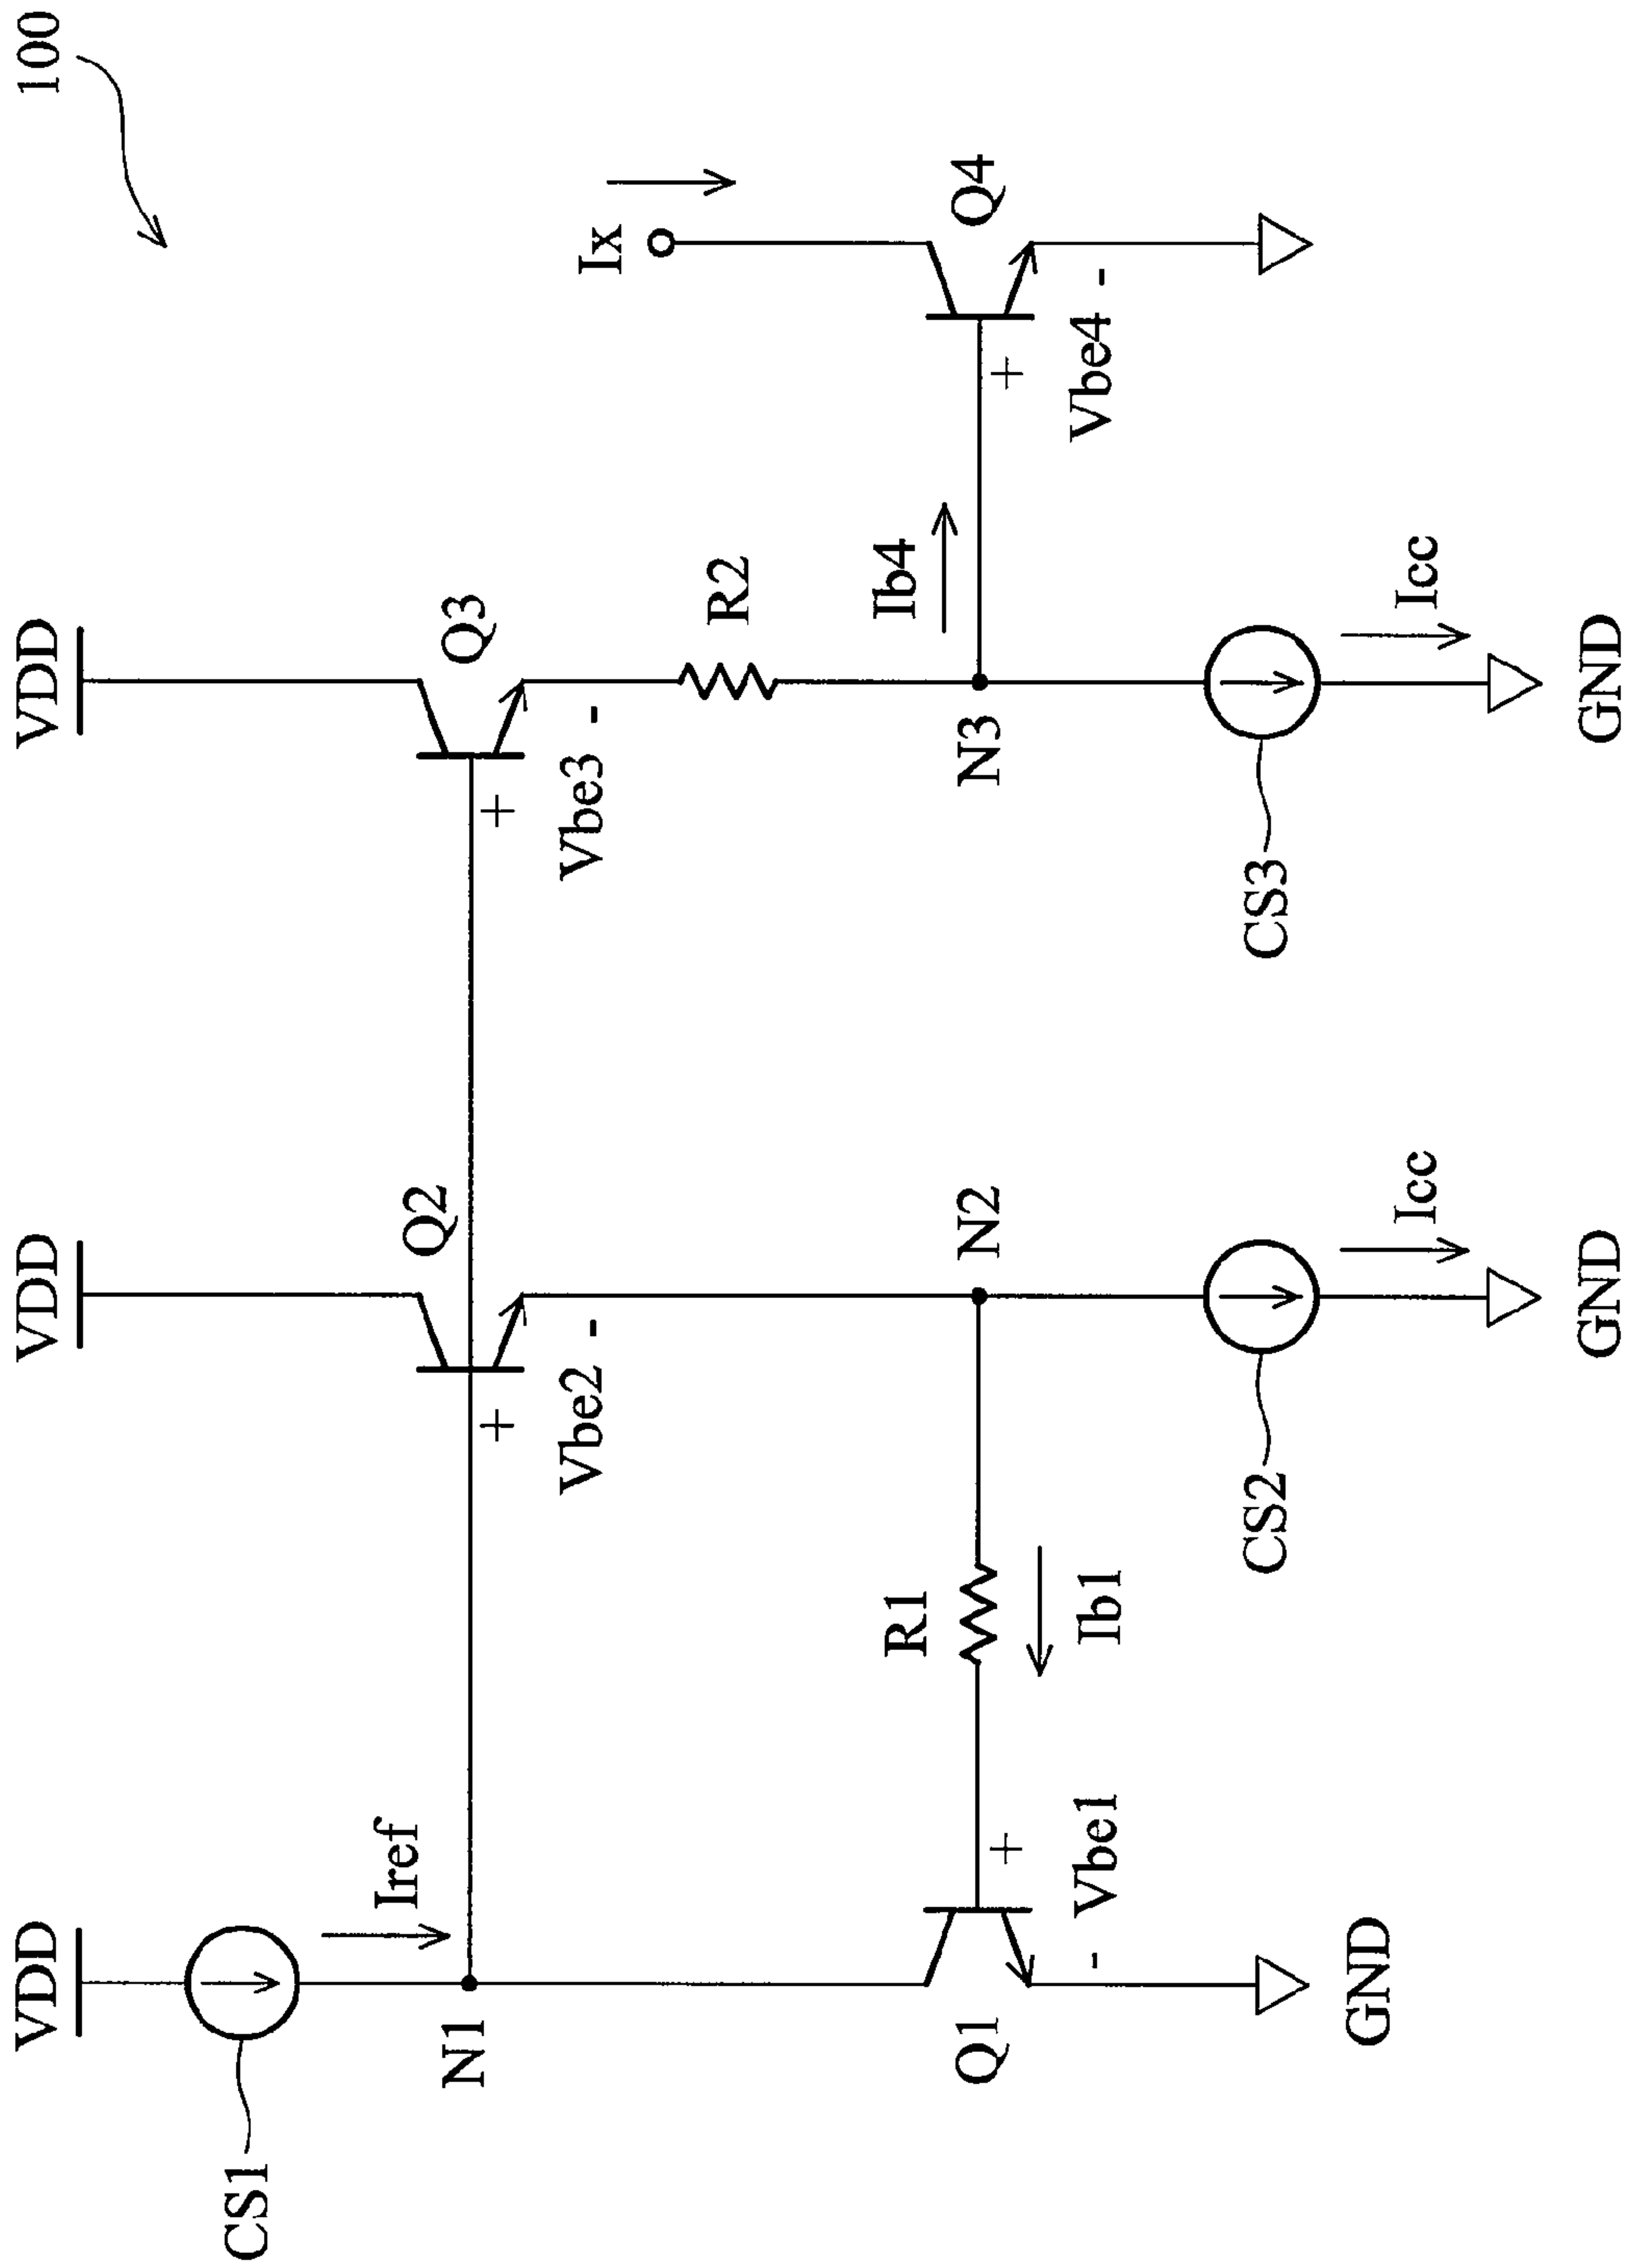 100
VDD
VDD
VDD
CS1
Iref
Q2
N1
Q3
+
+
Vbe2 -
Vbe3 -
Ix
R2
Ib4
R1
Q1
N2
N3
Q4
+
+
- Vbe1
Ib1
Vbe4 -
CS2
CS3
GND
Icc
Icc
GND
GND